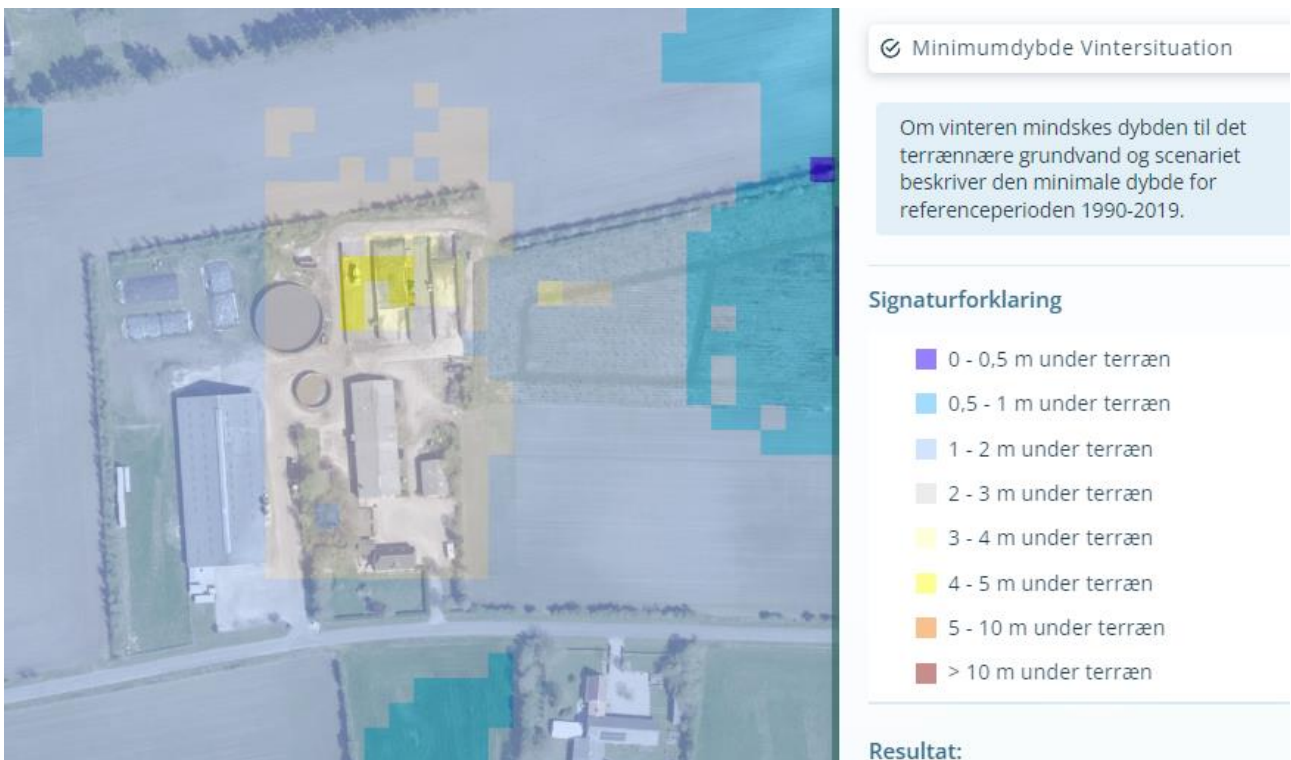 Minimumdybde Vintersituation
Om vinteren mindskes dybden til det
terrænnære grundvand og scenariet
beskriver den minimale dybde for
referenceperioden 1990-2019.
Signaturforklaring
0 - 0,5 m under terræn
0,5 - 1 m under terræn
1 - 2 m under terræn
2 - 3 m under terræn
3 - 4 m under terræn
4 - 5 m under terræn
5 - 10 m under terræn
> 10 m under terræn
Resultat: